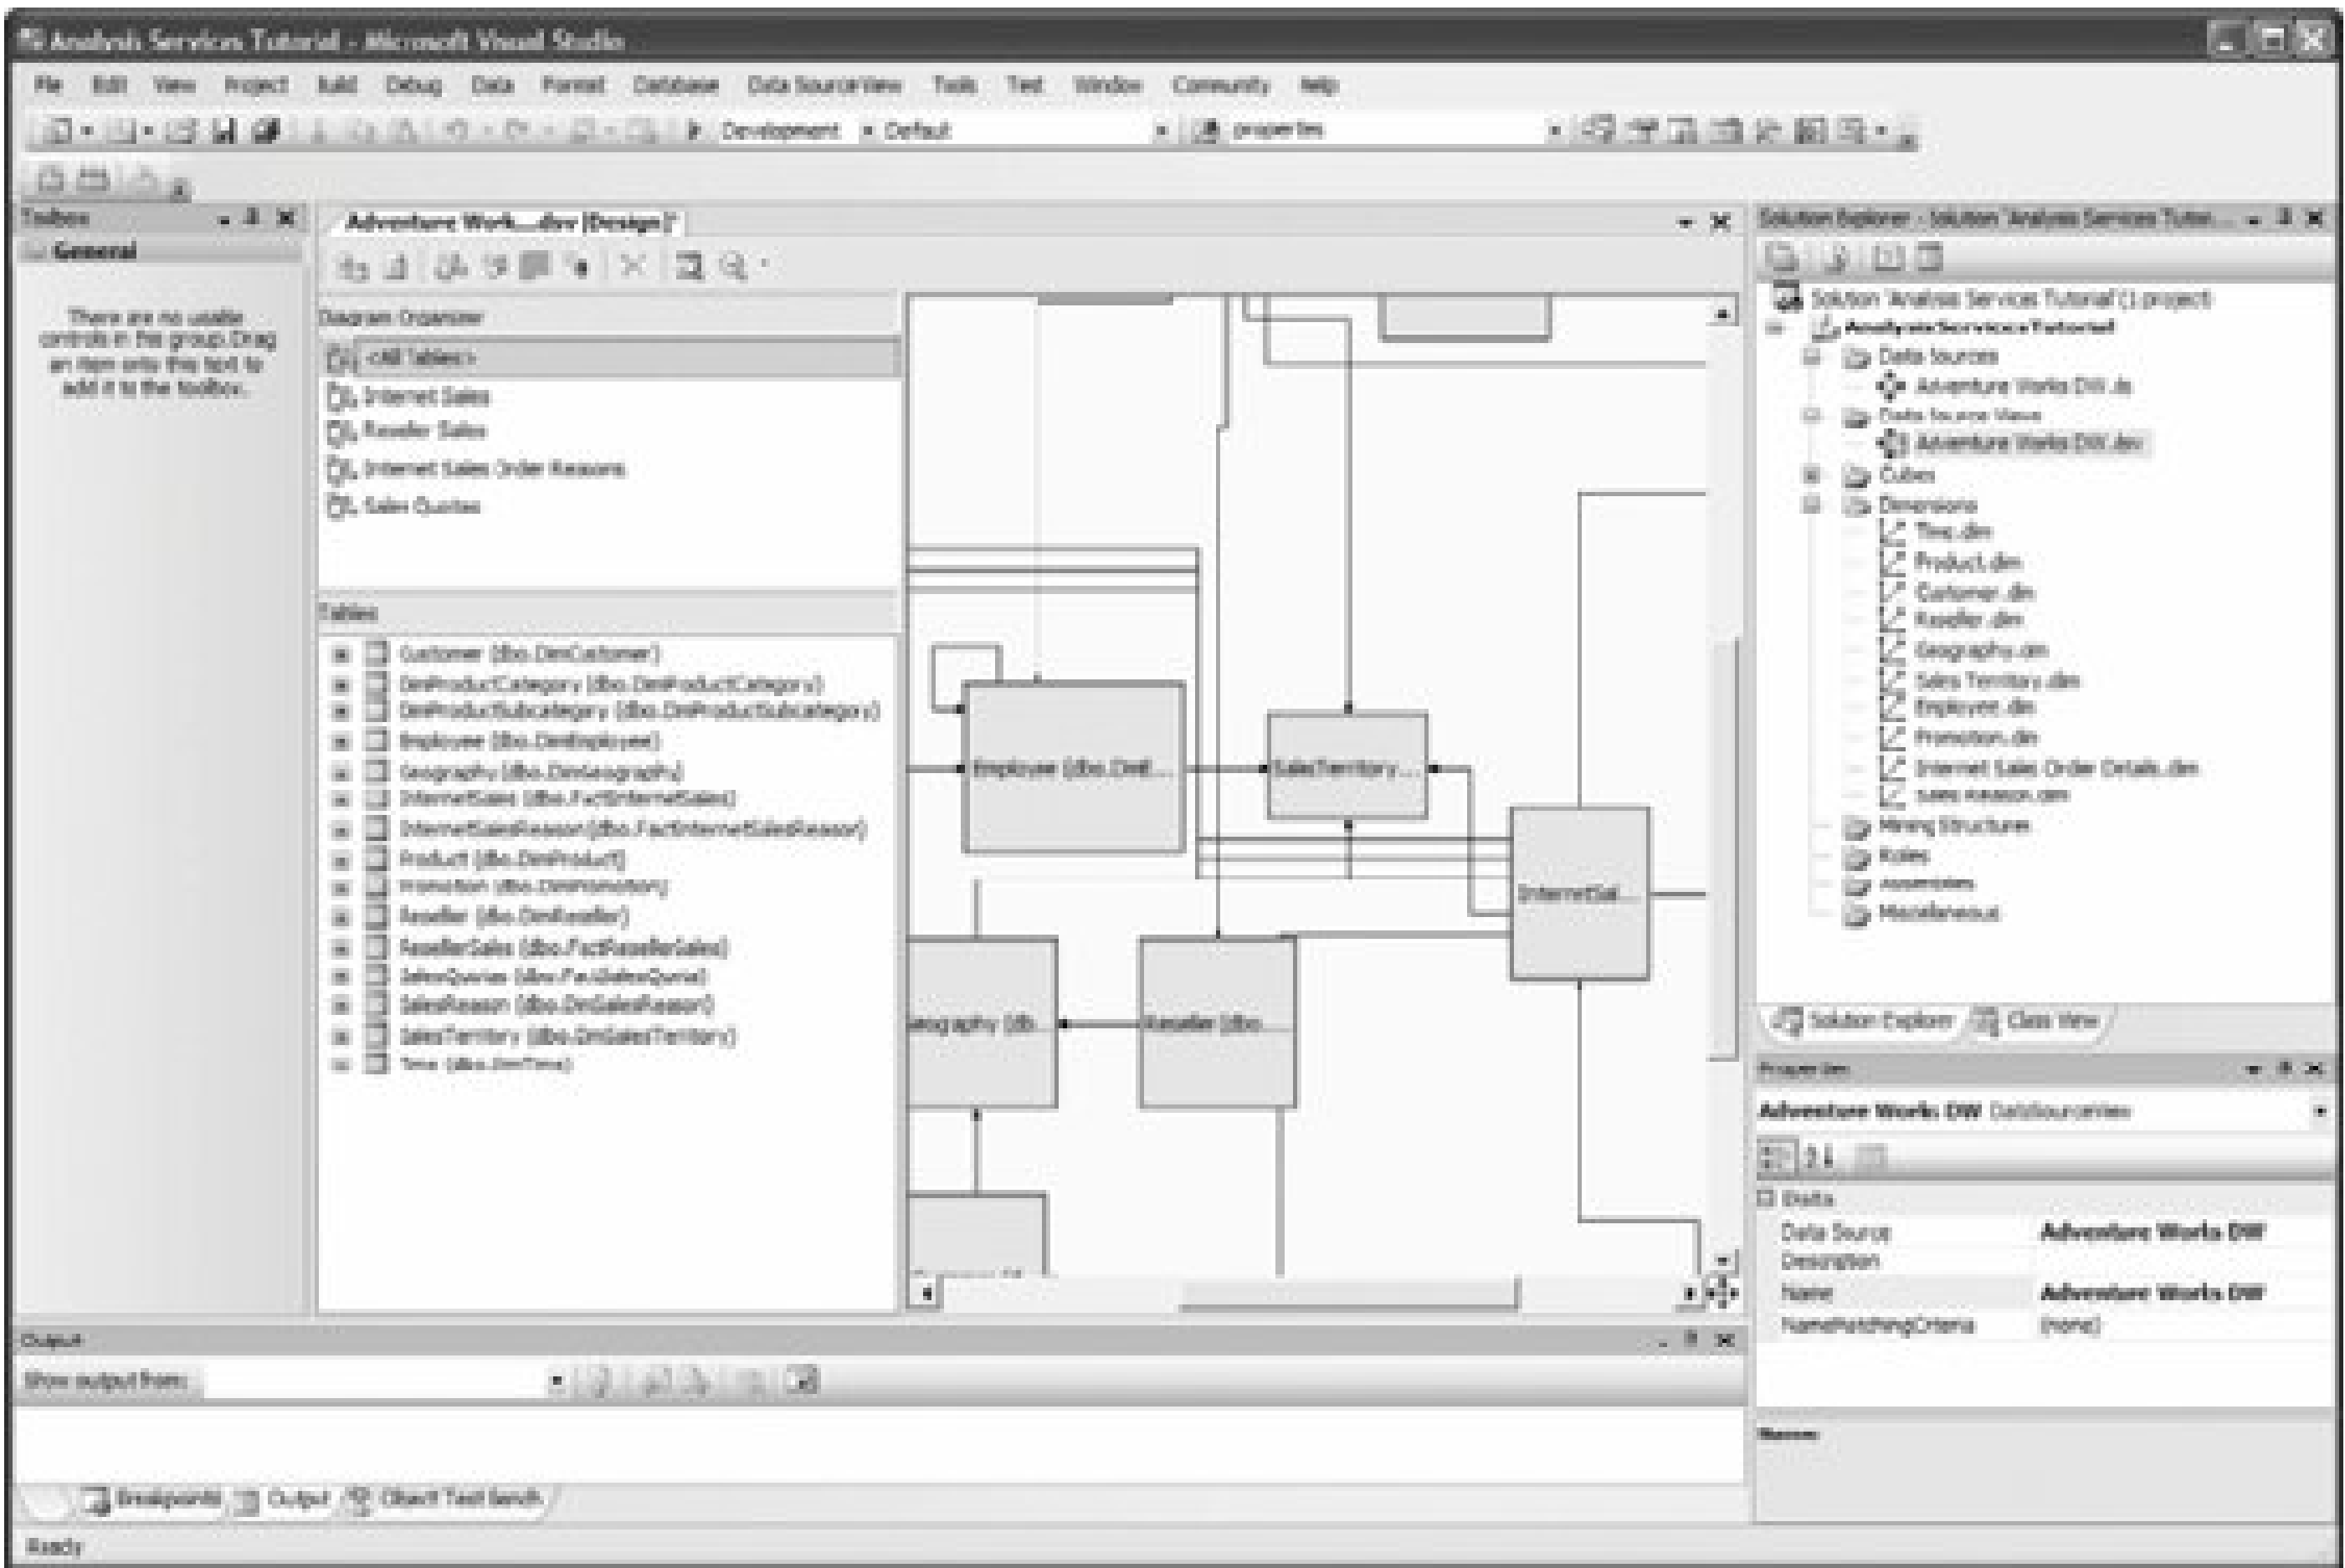 Analysis Services Tutorial - Microsoft Visual Studio
File Edit View Project Build Debug Data Format Database Data Source View Tools Test Window Community Help
Development Default properties
Toolbox
General
There are no usable
controls in this group. Drag
an item onto this text to
add it to the toolbox.
Adventure Work...dsv [Design]*
Diagram Organizer
<All Tables>
Internet Sales
Reseller Sales
Internet Sales Order Reasons
Sales Quotas
Tables
Customer (dbo.DimCustomer)
DimProductCategory (dbo.DimProductCategory)
DimProductSubcategory (dbo.DimProductSubcategory)
Employee (dbo.DimEmployee)
Geography (dbo.DimGeography)
InternetSales (dbo.FactInternetSales)
InternetSalesReason (dbo.FactInternetSalesReason)
Product (dbo.DimProduct)
Promotion (dbo.DimPromotion)
Reseller (dbo.DimReseller)
ResellerSales (dbo.FactResellerSales)
SalesQuotas (dbo.FactSalesQuota)
SalesReason (dbo.DimSalesReason)
SalesTerritory (dbo.DimSalesTerritory)
Time (dbo.DimTime)
Employee (dbo.DimE...
SalesTerritory ...
InternetSal...
eography (db...
Reseller (dbo....
Solution Explorer - Solution 'Analysis Services Tutor...
Solution 'Analysis Services Tutorial' (1 project
Analysis Services Tutorial
Data Sources
Adventure Works DW.ds
Data Source Views
Adventure Works DW.dsv
Cubes
Dimensions
Time.dim
Product.dim
Customer.dim
Reseller.dim
Geography.dim
Sales Territory.dim
Employee.dim
Promotion.dim
Internet Sales Order Details.dim
Sales Reason.dim
Mining Structures
Roles
Assemblies
Miscellaneous
Solution Explorer Class View
Properties
Adventure Works DW DataSourceView
Data
Data Source Adventure Works DW
Description
Name Adventure Works DW
NameMatchingCriteria (none)
Name
Output
Show output from:
Breakpoints Output Object Test Bench
Ready